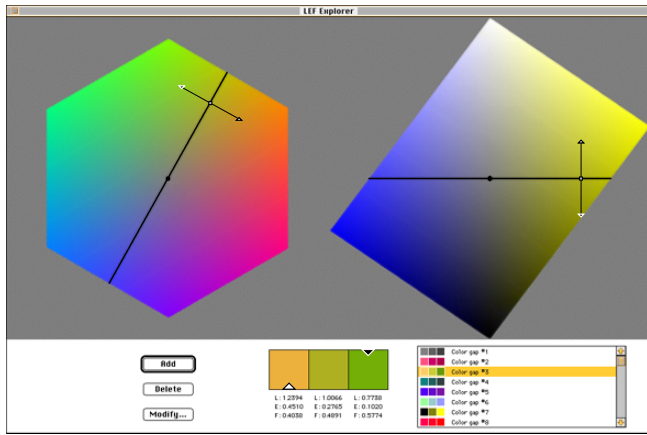 LEF Explorer
Add
Delete
Modify...
L: 1.2394 L: 1.0066 L: 0.7738
E: 0.4510 E: 0.2765 E: 0.1020
F: 0.4038 F: 0.4891 F: 0.5774
Color gap #1
Color gap #2
Color gap #3
Color gap #4
Color gap #5
Color gap #6
Color gap #7
Color gap #8